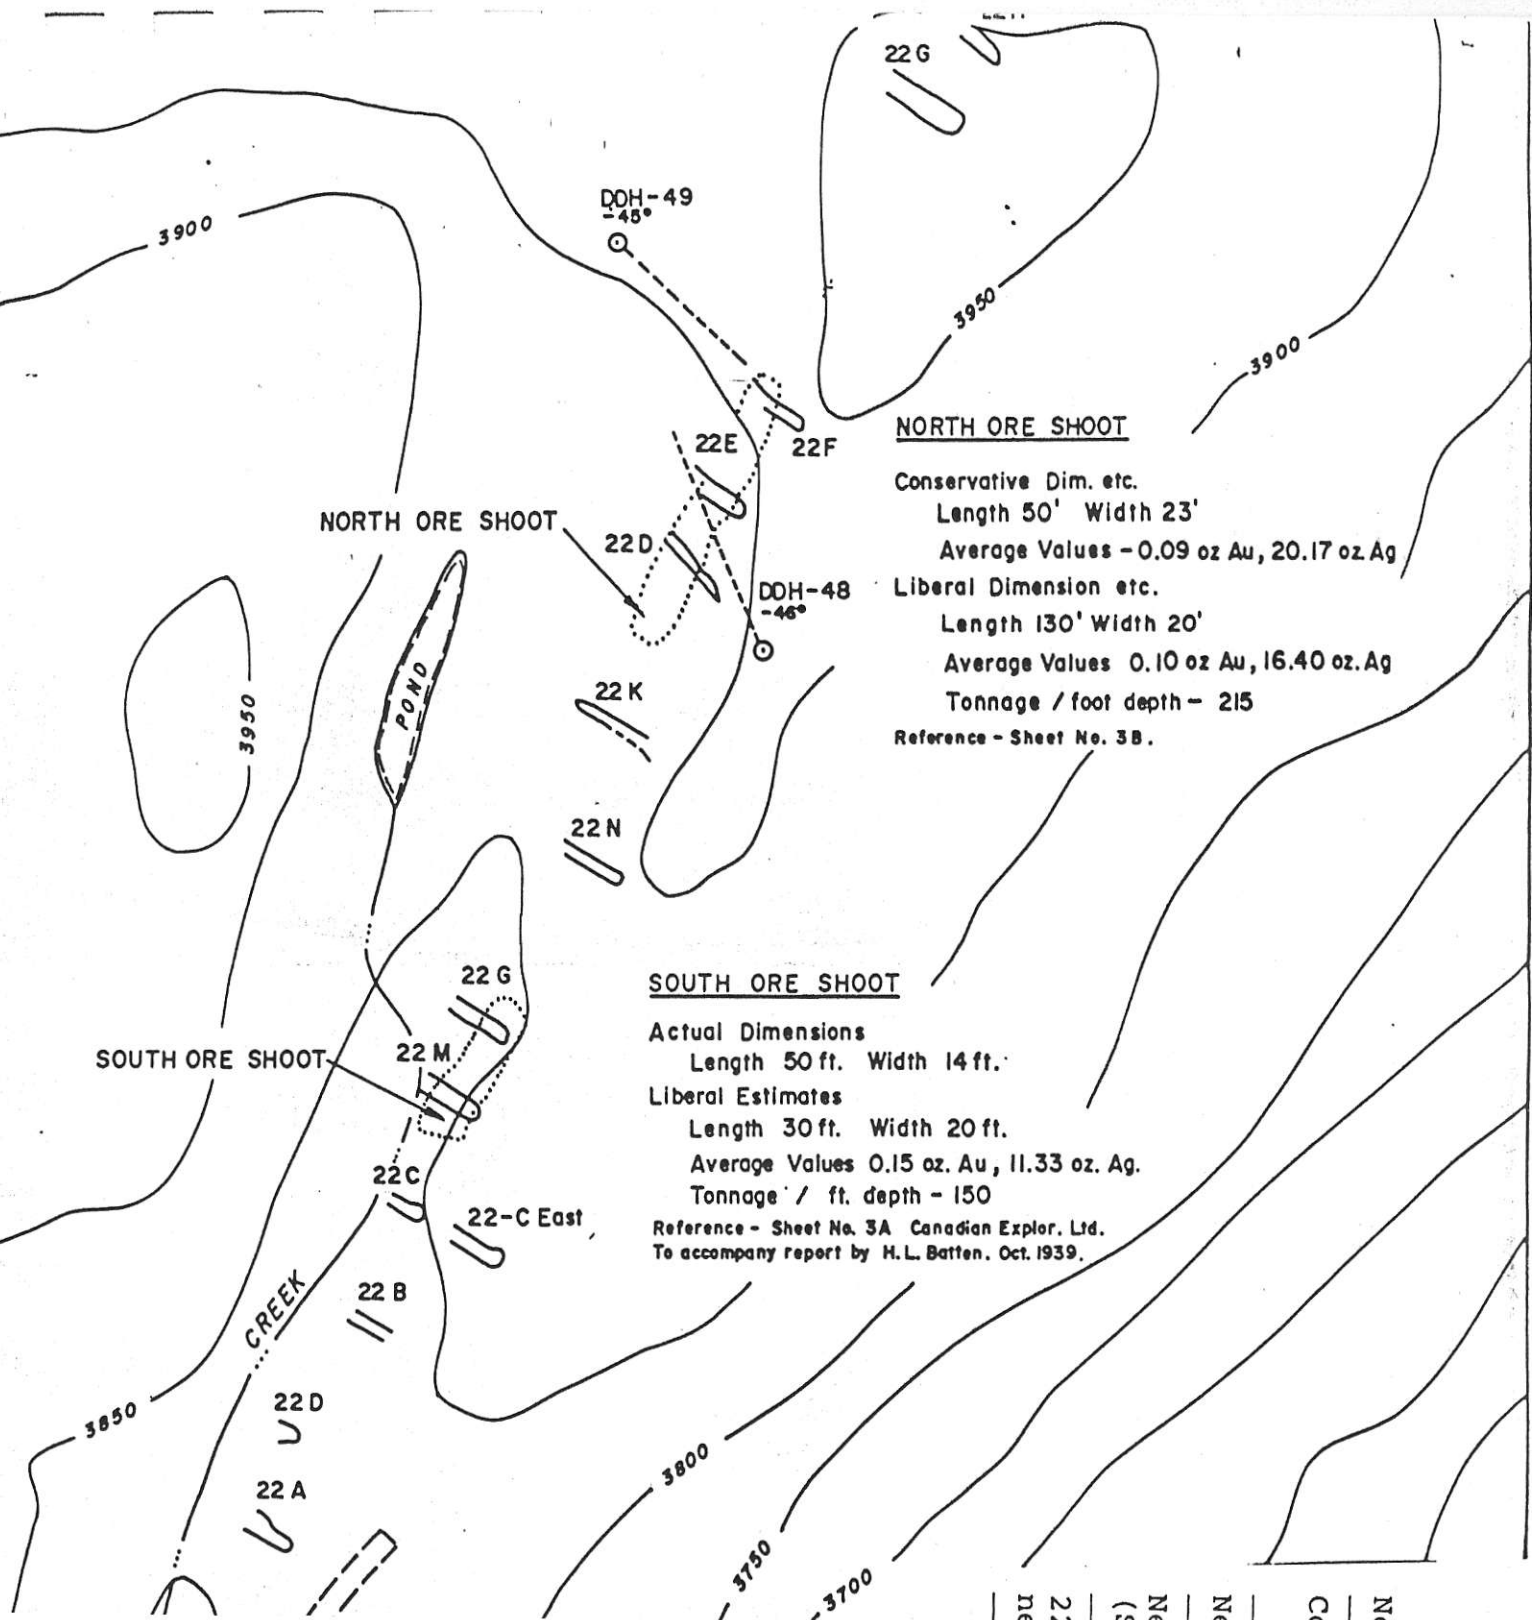 22 G
DDH-49
-45°
3900
3950
3900
22E
22F
NORTH ORE SHOOT
22D
DDH-48
-46°
NORTH ORE SHOOT
Conservative Dim. etc.
Length 50' Width 23'
Average Values - 0.09 oz Au, 20.17 oz. Ag
Liberal Dimension etc.
Length 130' Width 20'
Average Values 0.10 oz Au, 16.40 oz. Ag
Tonnage / foot depth - 215
Reference - Sheet No. 3B.
POND
3950
22 K
22 N
22 G
SOUTH ORE SHOOT
22 M
SOUTH ORE SHOOT
Actual Dimensions
Length 50 ft. Width 14 ft.
Liberal Estimates
Length 30 ft. Width 20 ft.
Average Values 0.15 oz. Au, 11.33 oz. Ag.
Tonnage / ft. depth - 150
Reference - Sheet No. 3A Canadian Explor. Ltd.
To accompany report by H. L. Batten. Oct. 1939.
22 C
22-C East
22 B
CREEK
22 D
3850
22 A
3800
3750
3700